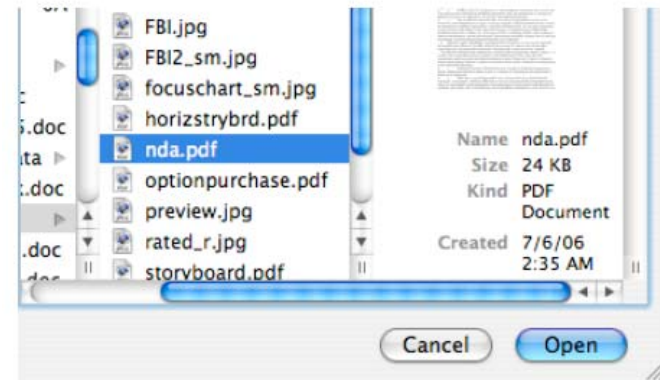 FBI.jpg
FBI2_sm.jpg
focuschart_sm.jpg
horizstrybrd.pdf
nda.pdf
optionpurchase.pdf
preview.jpg
rated_r.jpg
storyboard.pdf
.doc
ta
.doc
.doc
Name nda.pdf
Size 24 KB
Kind PDF
Document
Created 7/6/06
2:35 AM
Cancel
Open